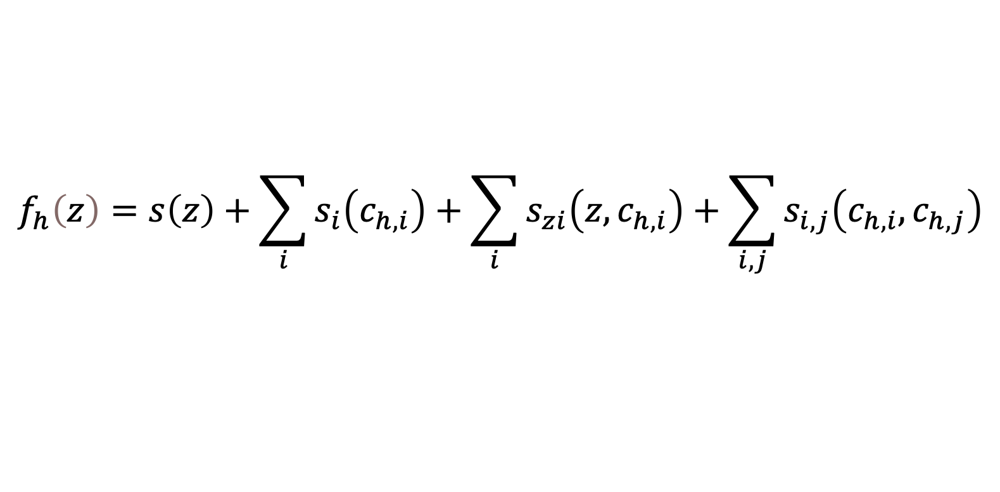 f_h(z) = s(z) + ∑_i s_i(c_{h,i}) + ∑_i s_{zi}(z, c_{h,i}) + ∑_{i,j} s_{i,j}(c_{h,i}, c_{h,j})